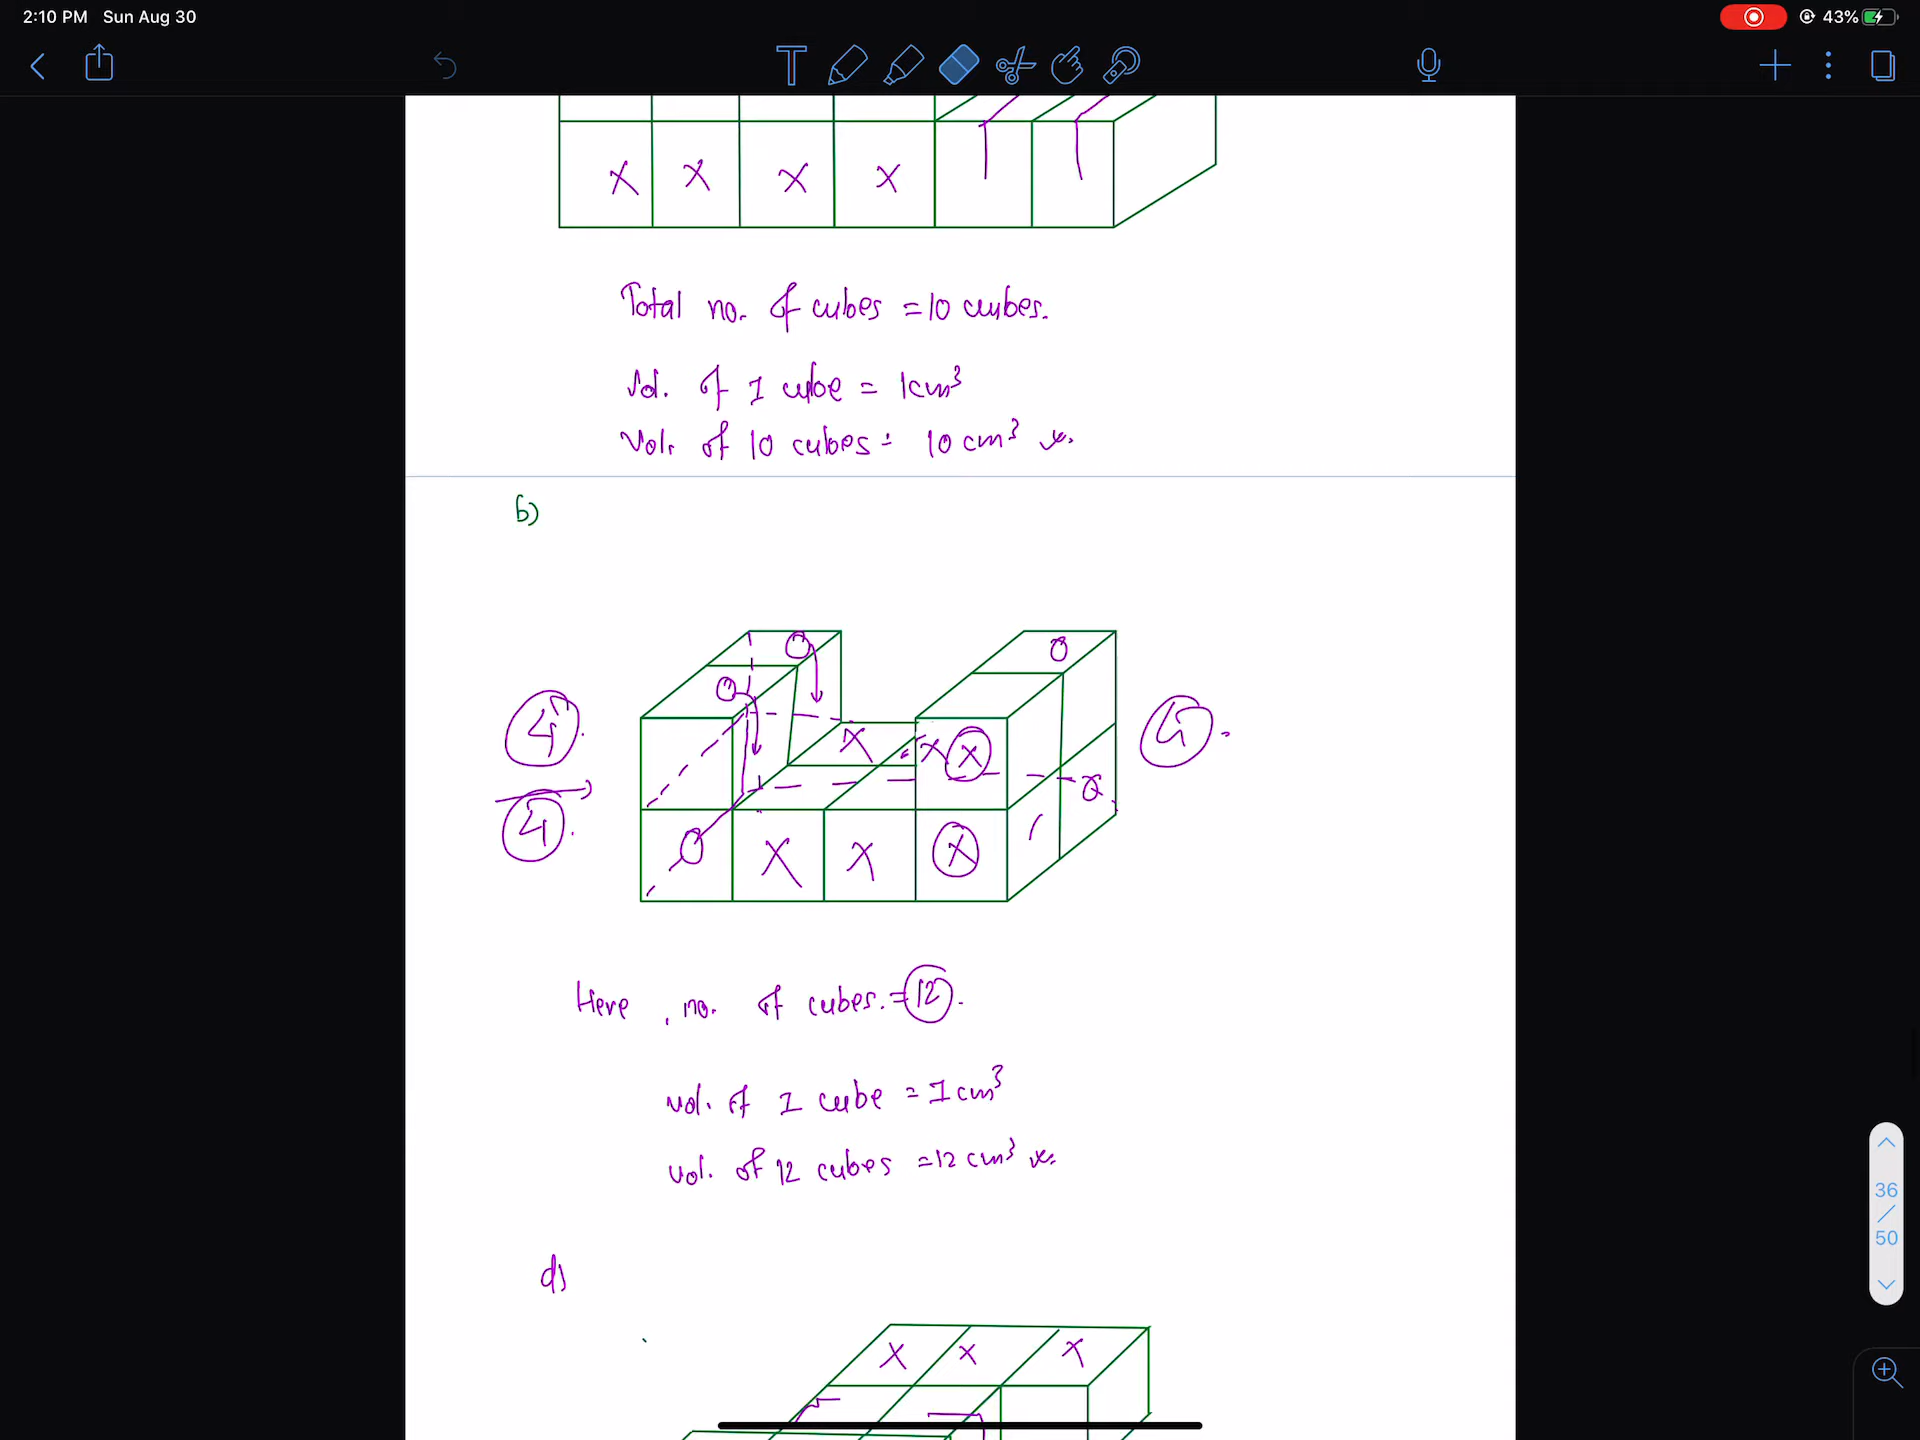 2:10 PM Sun Aug 30
43%
T
X X X X
Total no. of cubes = 10 cubes.
Vol. of 1 cube = 1cm³
Vol. of 10 cubes = 10 cm³
b)
4
4
4
O O O
X X X
O X X X
Here, no. of cubes. = 12.
vol. of 1 cube = 1 cm³
vol. of 12 cubes = 12 cm³
d)
X X X
36
/
50